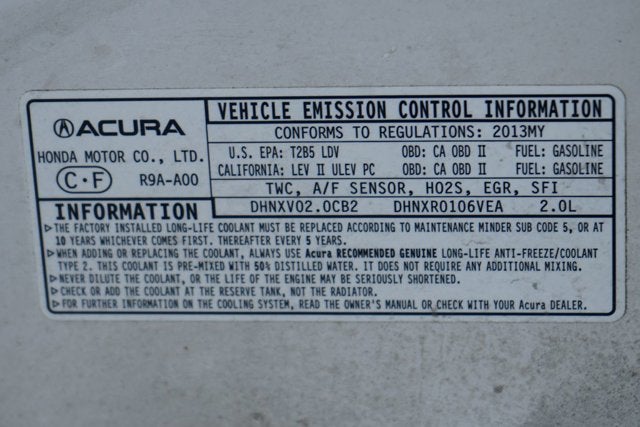 ACURA
HONDA MOTOR CO., LTD.
C·F R9A-A00
VEHICLE EMISSION CONTROL INFORMATION
CONFORMS TO REGULATIONS: 2013MY
U.S. EPA: T2B5 LDV OBD: CA OBD II FUEL: GASOLINE
CALIFORNIA: LEV II ULEV PC OBD: CA OBD II FUEL: GASOLINE
TWC, A/F SENSOR, HO2S, EGR, SFI
DHNXV02.0CB2 DHNXR0106VEA 2.0L
INFORMATION
▷THE FACTORY INSTALLED LONG-LIFE COOLANT MUST BE REPLACED ACCORDING TO MAINTENANCE MINDER SUB CODE 5, OR AT
10 YEARS WHICHEVER COMES FIRST. THEREAFTER EVERY 5 YEARS.
▷WHEN ADDING OR REPLACING THE COOLANT, ALWAYS USE Acura RECOMMENDED GENUINE LONG-LIFE ANTI-FREEZE/COOLANT
TYPE 2. THIS COOLANT IS PRE-MIXED WITH 50% DISTILLED WATER. IT DOES NOT REQUIRE ANY ADDITIONAL MIXING.
▷NEVER DILUTE THE COOLANT, OR THE LIFE OF THE ENGINE MAY BE SERIOUSLY SHORTENED.
▷CHECK OR ADD THE COOLANT AT THE RESERVE TANK, NOT THE RADIATOR.
▷FOR FURTHER INFORMATION ON THE COOLING SYSTEM, READ THE OWNER'S MANUAL OR CHECK WITH YOUR Acura DEALER.